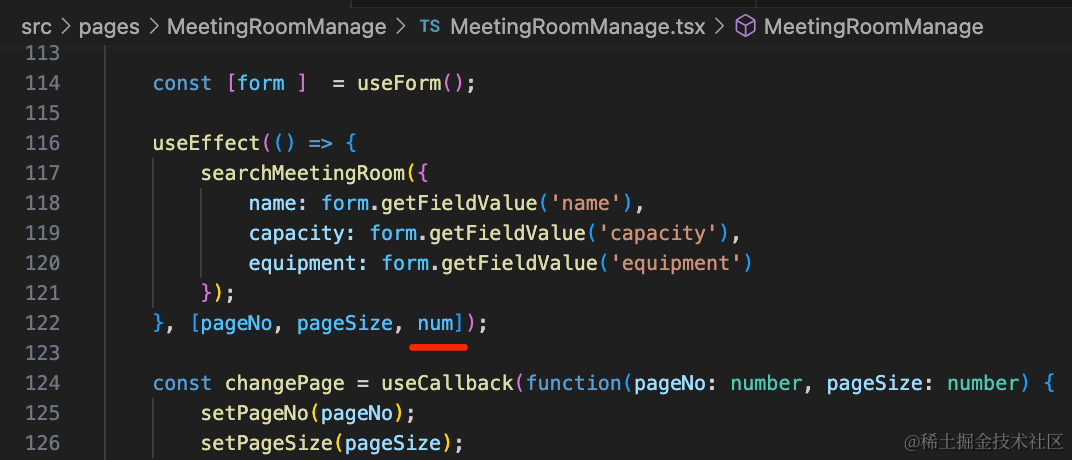 src > pages > MeetingRoomManage > TS MeetingRoomManage.tsx > MeetingRoomManage
113
114 const [form ]  = useForm();
115
116 useEffect(() => {
117 searchMeetingRoom({
118 name: form.getFieldValue('name'),
119 capacity: form.getFieldValue('capacity'),
120 equipment: form.getFieldValue('equipment')
121 });
122 }, [pageNo, pageSize, num]);
123
124 const changePage = useCallback(function(pageNo: number, pageSize: number) {
125 setPageNo(pageNo);
126 setPageSize(pageSize);
@稀土掘金技术社区